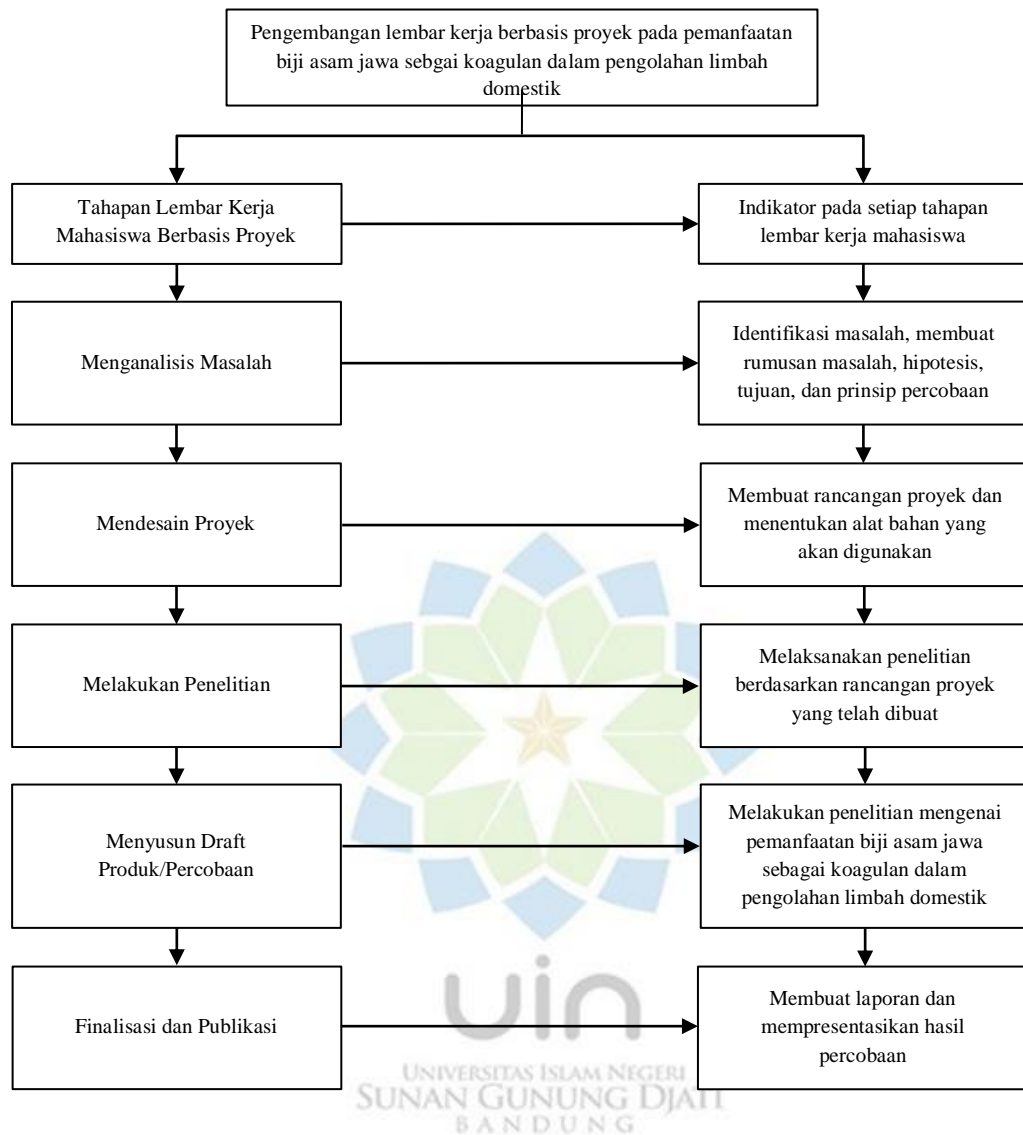 Pengembangan lembar kerja berbasis proyek pada pemanfaatan
biji asam jawa sebgai koagulan dalam pengolahan limbah
domestik
Tahapan Lembar Kerja
Mahasiswa Berbasis Proyek
Indikator pada setiap tahapan
lembar kerja mahasiswa
Menganalisis Masalah
Identifikasi masalah, membuat
rumusan masalah, hipotesis,
tujuan, dan prinsip percobaan
Mendesain Proyek
Membuat rancangan proyek dan
menentukan alat bahan yang
akan digunakan
Melakukan Penelitian
Melaksanakan penelitian
berdasarkan rancangan proyek
yang telah dibuat
Menyusun Draft
Produk/Percobaan
Melakukan penelitian mengenai
pemanfaatan biji asam jawa
sebagai koagulan dalam
pengolahan limbah domestik
Finalisasi dan Publikasi
Membuat laporan dan
mempresentasikan hasil
percobaan
uin
UNIVERSITAS ISLAM NEGERI
SUNAN GUNUNG DJATI
BANDUNG